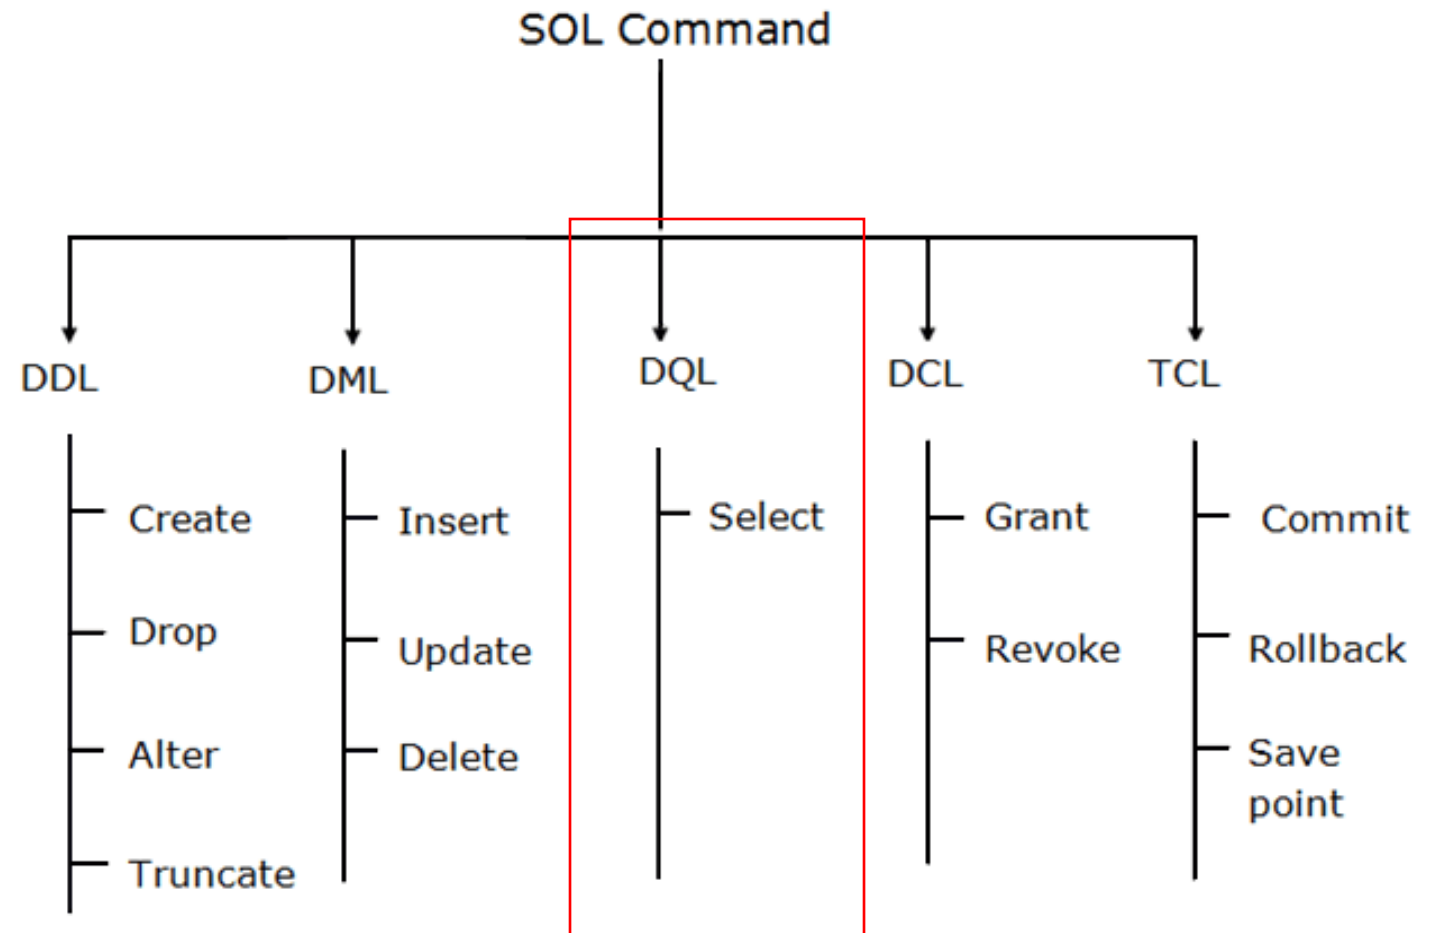 SOL Command
DDL
DML
DQL
DCL
TCL
Create
Insert
Select
Grant
Commit
Drop
Update
Revoke
Rollback
Alter
Delete
Save
point
Truncate